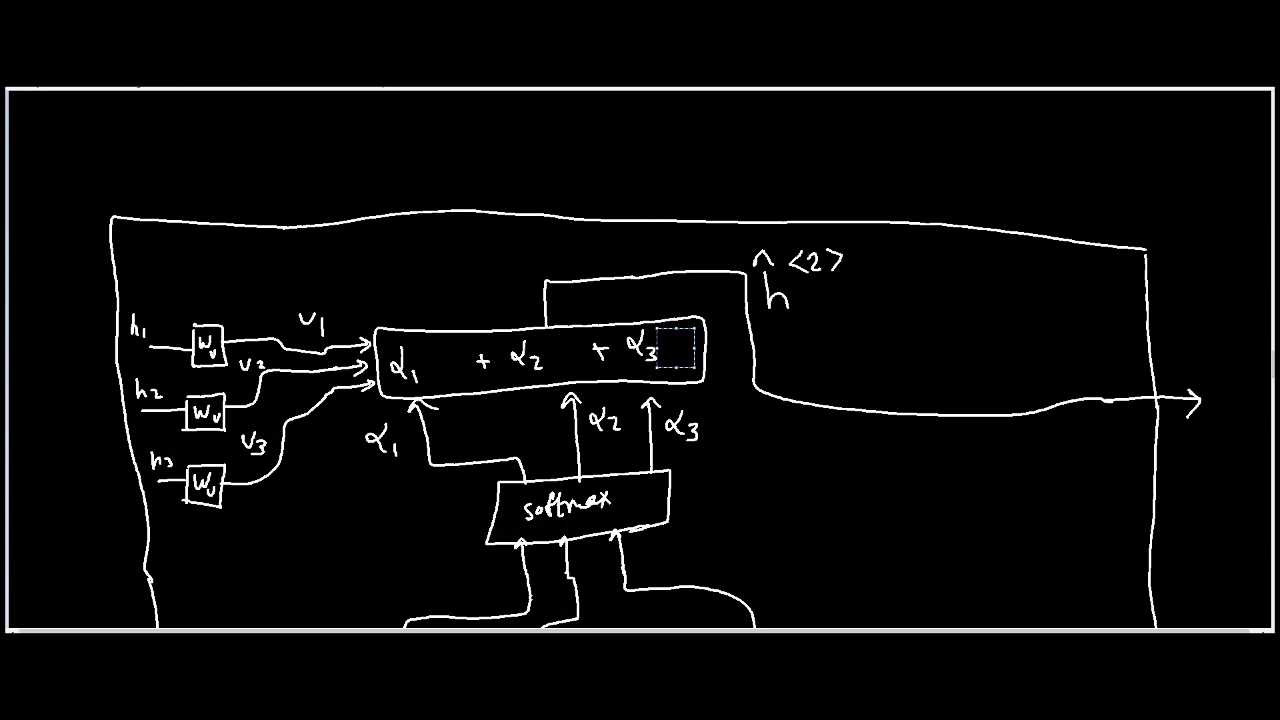 ĥ <2>
h1 Wv v1
α1 + α2 + α3
h2 Wv v2
h3 Wv v3
α1 α2 α3
softmax